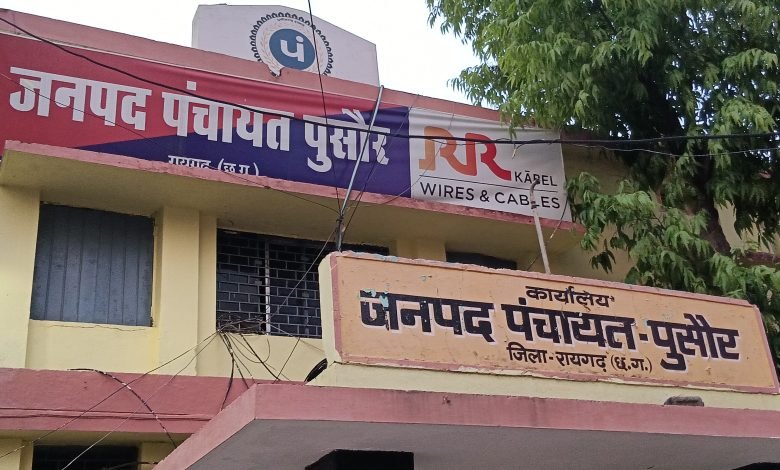 पं
जनपद पंचायत पुसौर
रायगढ़ (छ.ग.)
RR
KABEL
WIRES & CABLES
कार्यालय
जनपद पंचायत-पुसौर
जिला-रायगढ़ (छ.ग.)